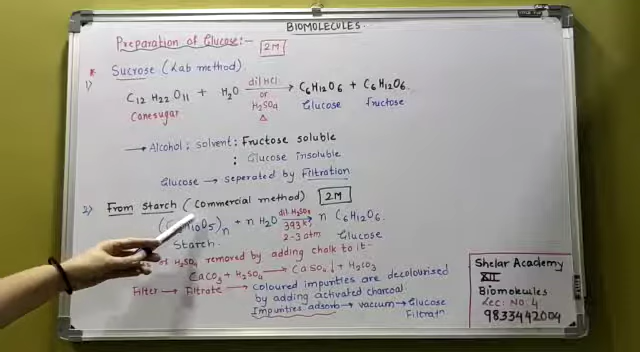 BIOMOLECULES
Preparation of Glucose:- 2M
* Sucrose (Lab method)
1) C12 H22 O11 + H2O dil HCl or H2SO4 Δ → C6H12O6 + C6H12O6.
Canesugar Glucose fructose
→ Alcohol: solvent: Fructose soluble
: Glucose insoluble
Glucose → seperated by Filtration
2) From starch (Commercial method) 2M
H10O5)n + n H2O dil. H2SO4 393 K, 2-3 atm → n C6H12O6.
Starch Glucose
of H2SO4 removed by adding chalk to it-
CaCO3 + H2SO4 → CaSO4↓ + H2CO3
Filter → Filtrate → Coloured impurities are decolourised
by adding activated charcoal
Impurities adsorb → vaccum → Glucose
Filtratn
Shelar Academy
XII
Biomolecules
Lec: NO: 4
9833442004